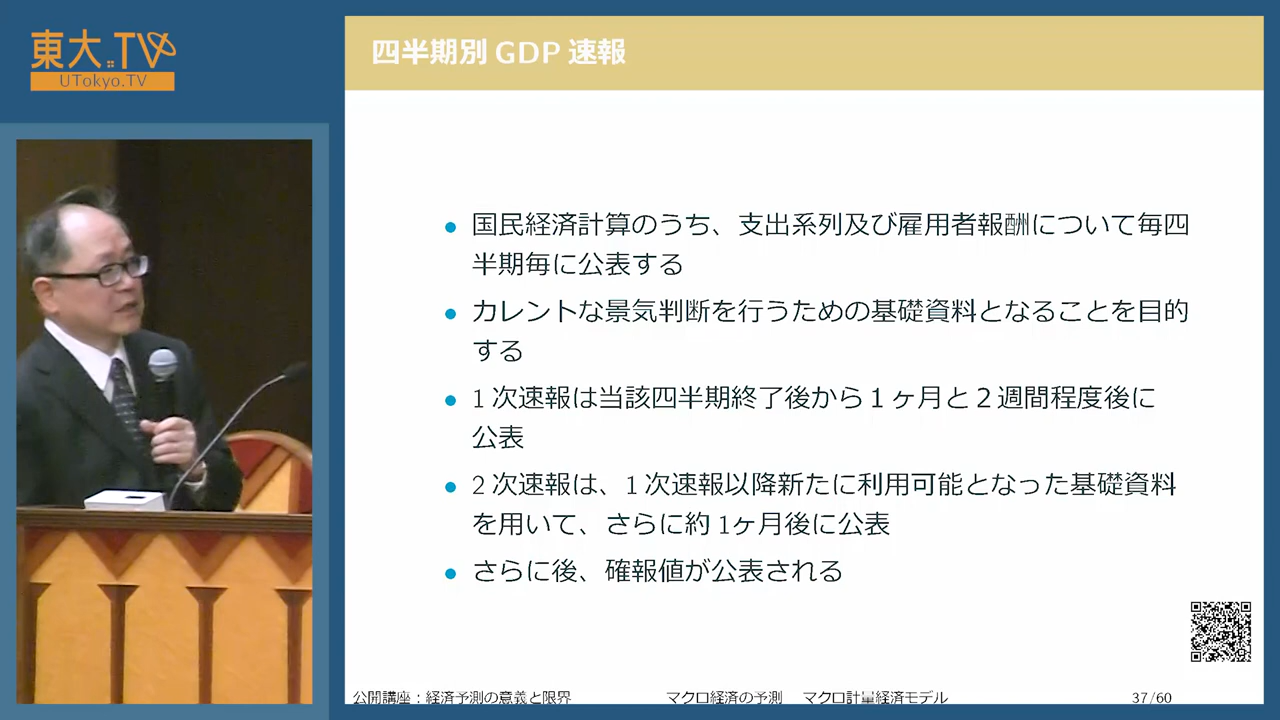 東大.TV
UTokyo.TV
四半期別 GDP 速報
国民経済計算のうち、支出系列及び雇用者報酬について毎四
半期毎に公表する
カレントな景気判断を行うための基礎資料となることを目的
する
1 次速報は当該四半期終了後から１ヶ月と２週間程度後に
公表
2 次速報は、1 次速報以降新たに利用可能となった基礎資料
を用いて、さらに約 1ヶ月後に公表
さらに後、確報値が公表される
公開講座：経済予測の意義と限界
マクロ経済の予測 マクロ計量経済モデル
37/60